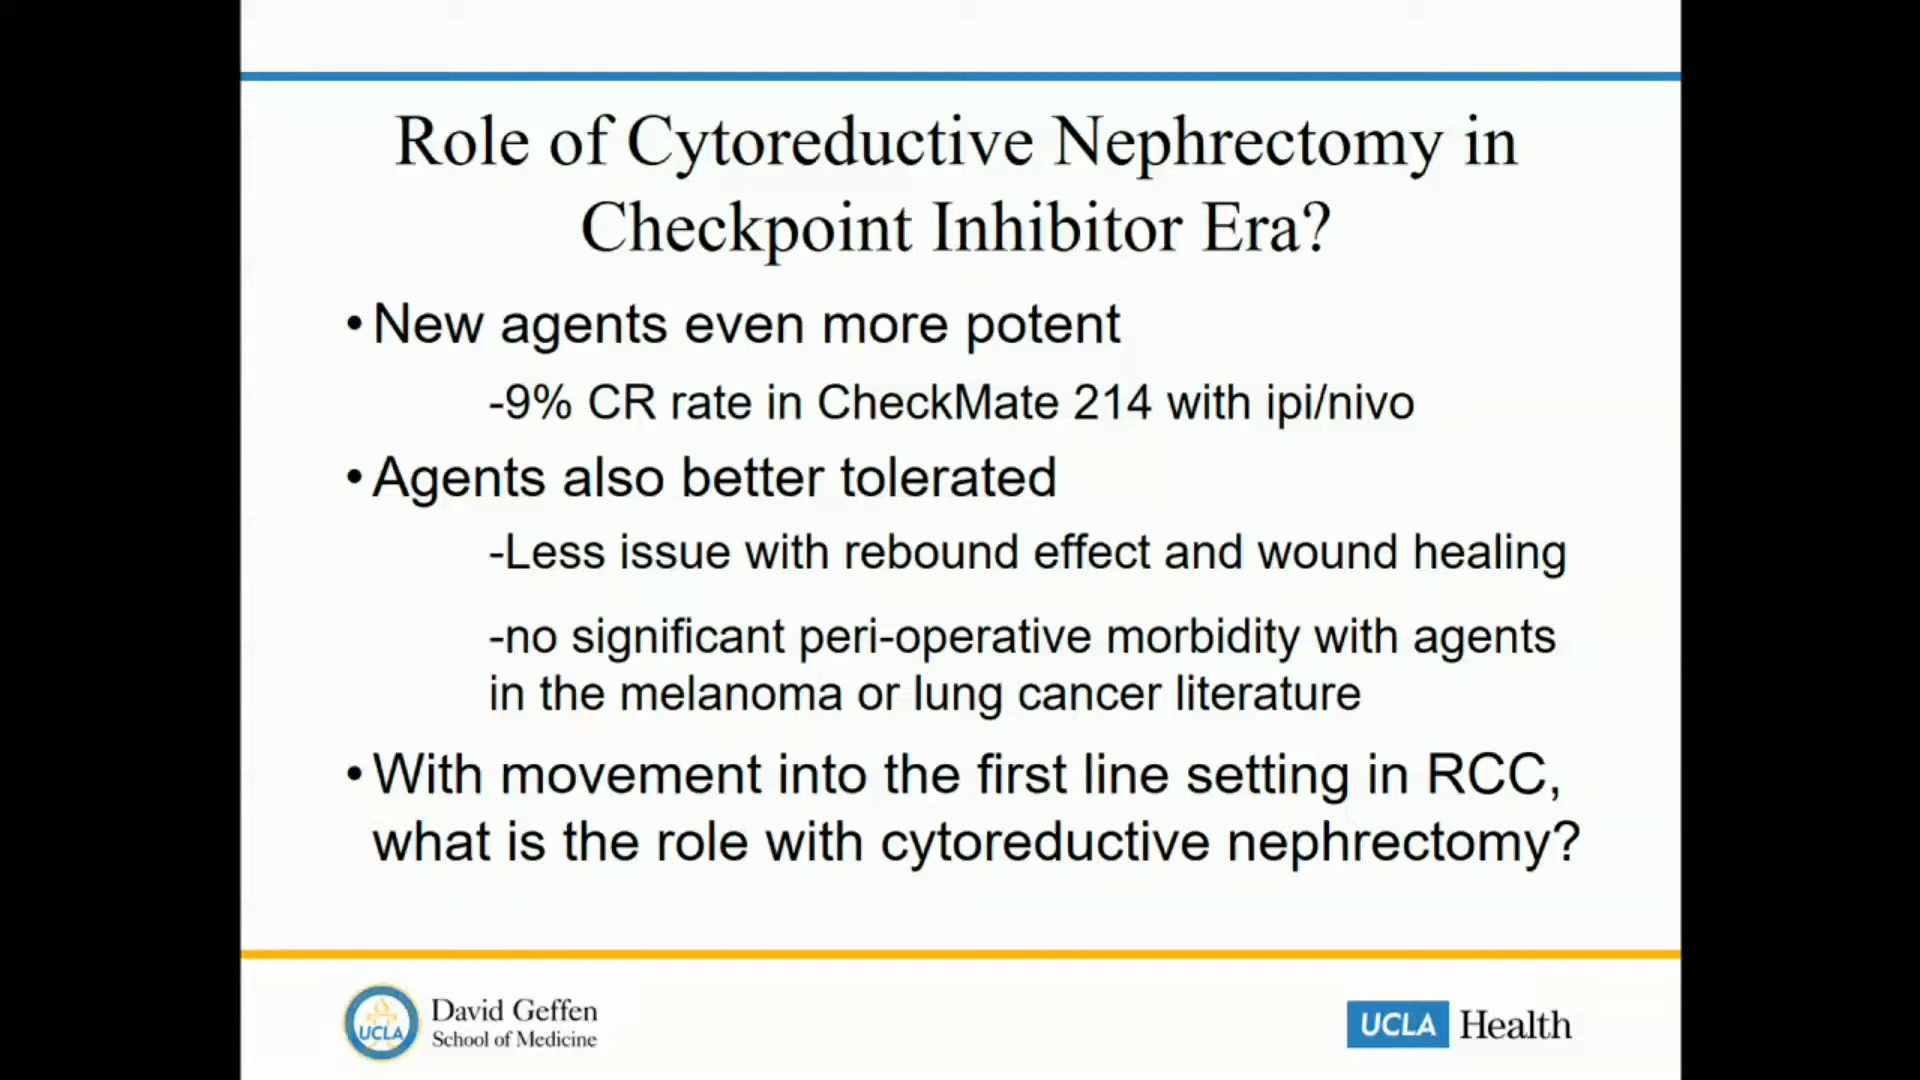 Role of Cytoreductive Nephrectomy in
Checkpoint Inhibitor Era?
• New agents even more potent
-9% CR rate in CheckMate 214 with ipi/nivo
• Agents also better tolerated
-Less issue with rebound effect and wound healing
-no significant peri-operative morbidity with agents
in the melanoma or lung cancer literature
• With movement into the first line setting in RCC,
what is the role with cytoreductive nephrectomy?
UCLA
David Geffen
School of Medicine
UCLA Health